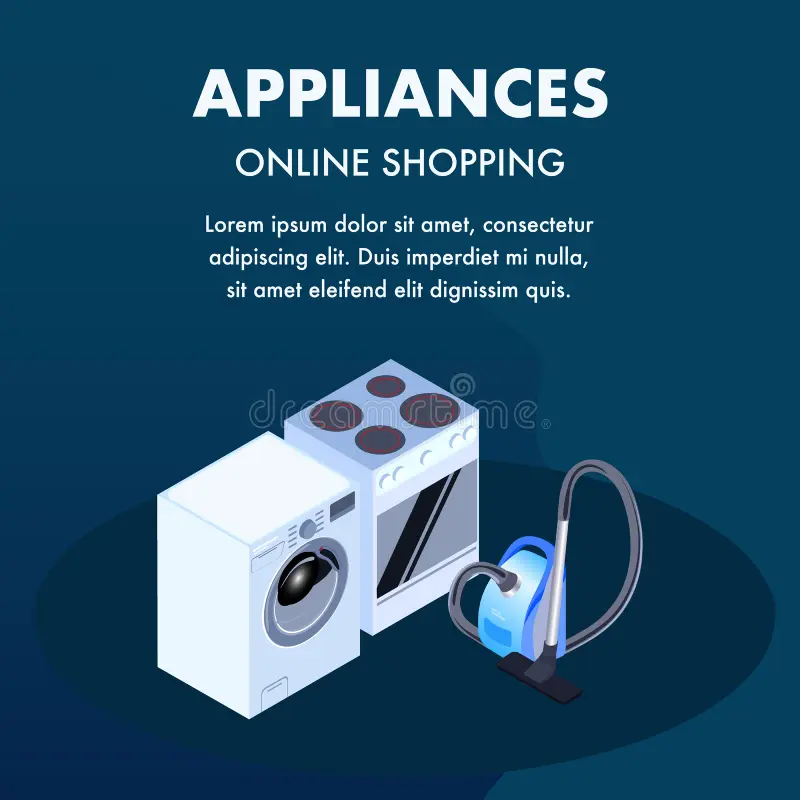 APPLIANCES
ONLINE SHOPPING
Lorem ipsum dolor sit amet, consectetur
adipiscing elit. Duis imperdiet mi nulla,
sit amet eleifend elit dignissim quis.
dreamstime.